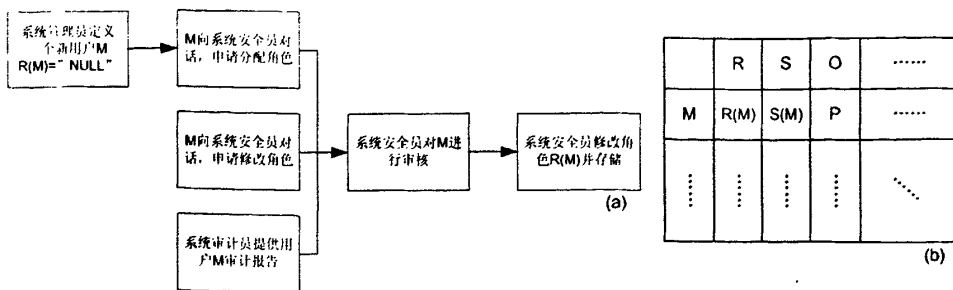 系统管理员定义
个新用户M
R(M)=" NULL"
M向系统安全员对
话，申请分配角色
M向系统安全员对
话，申请修改角色
系统审计员提供用
户M审计报告
系统安全员对M进
行审核
系统安全员修改角
色R(M)并存储
(a)
R S O ······
M R(M) S(M) P ······
······ ······ ······ ······ ······
(b)